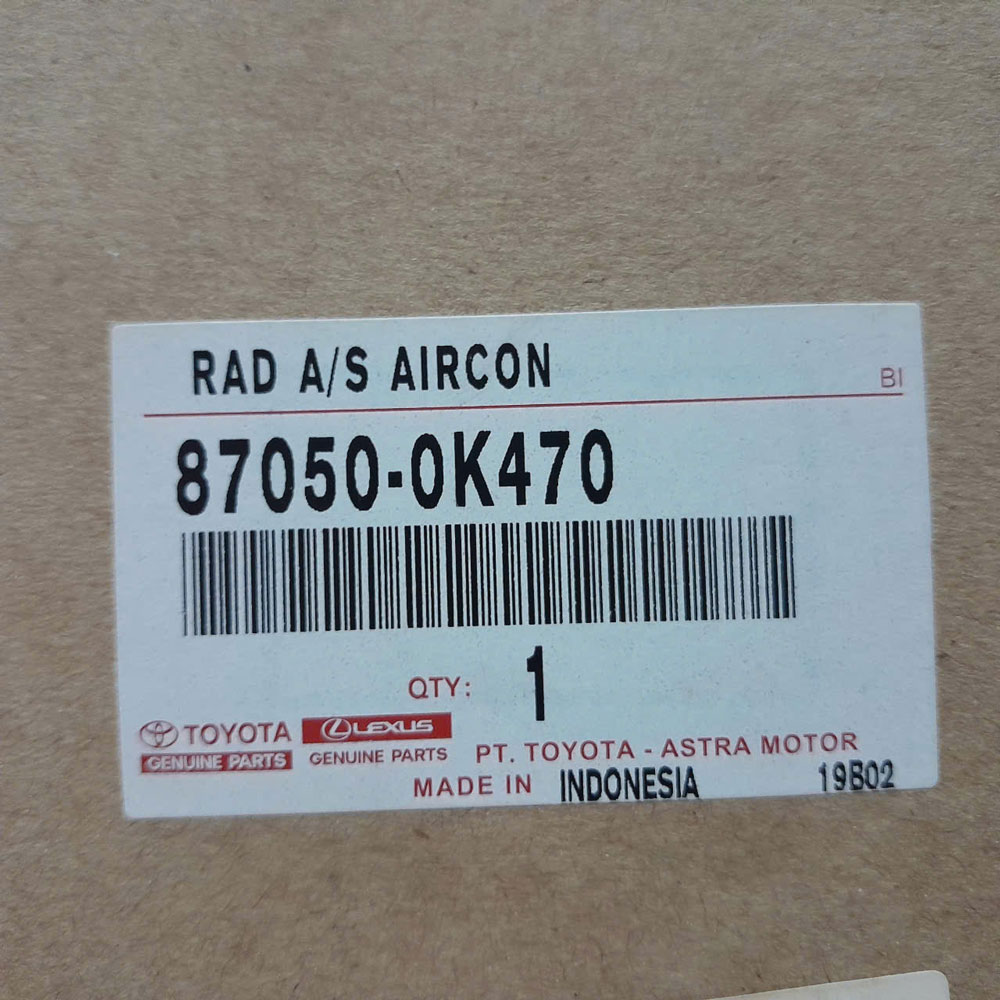 RAD A/S AIRCON
BI
87050-0K470
QTY: 1
TOYOTA
GENUINE PARTS
LEXUS
GENUINE PARTS
PT. TOYOTA - ASTRA MOTOR
MADE IN INDONESIA
19B02